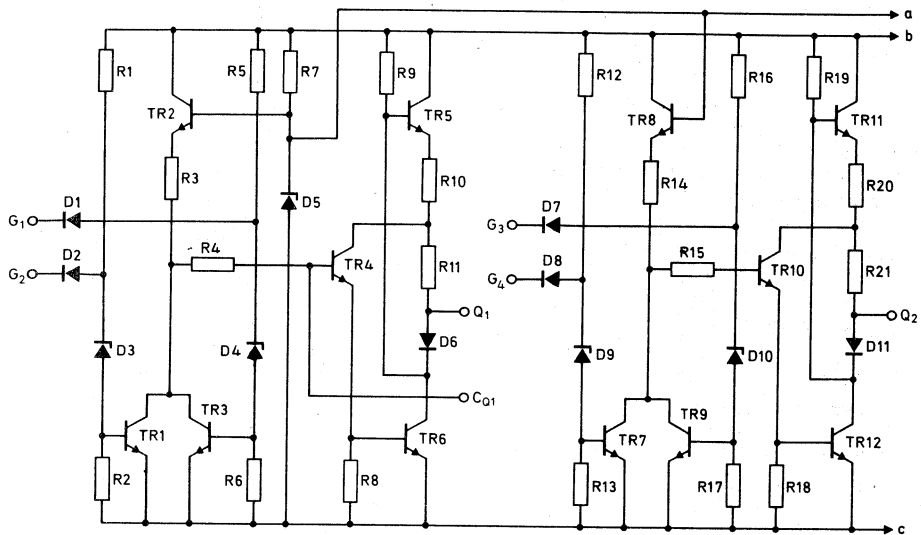 a
b
R1
R5
R7
R9
R12
R16
R19
TR2
TR5
TR8
TR11
R3
R10
R14
R20
D1
D5
D7
G1
G3
D2
R4
TR4
R11
D8
R15
TR10
R21
G2
G4
Q1
Q2
D3
D4
D6
D9
D10
D11
CQ1
TR1
TR3
TR6
TR7
TR9
TR12
R2
R6
R8
R13
R17
R18
c